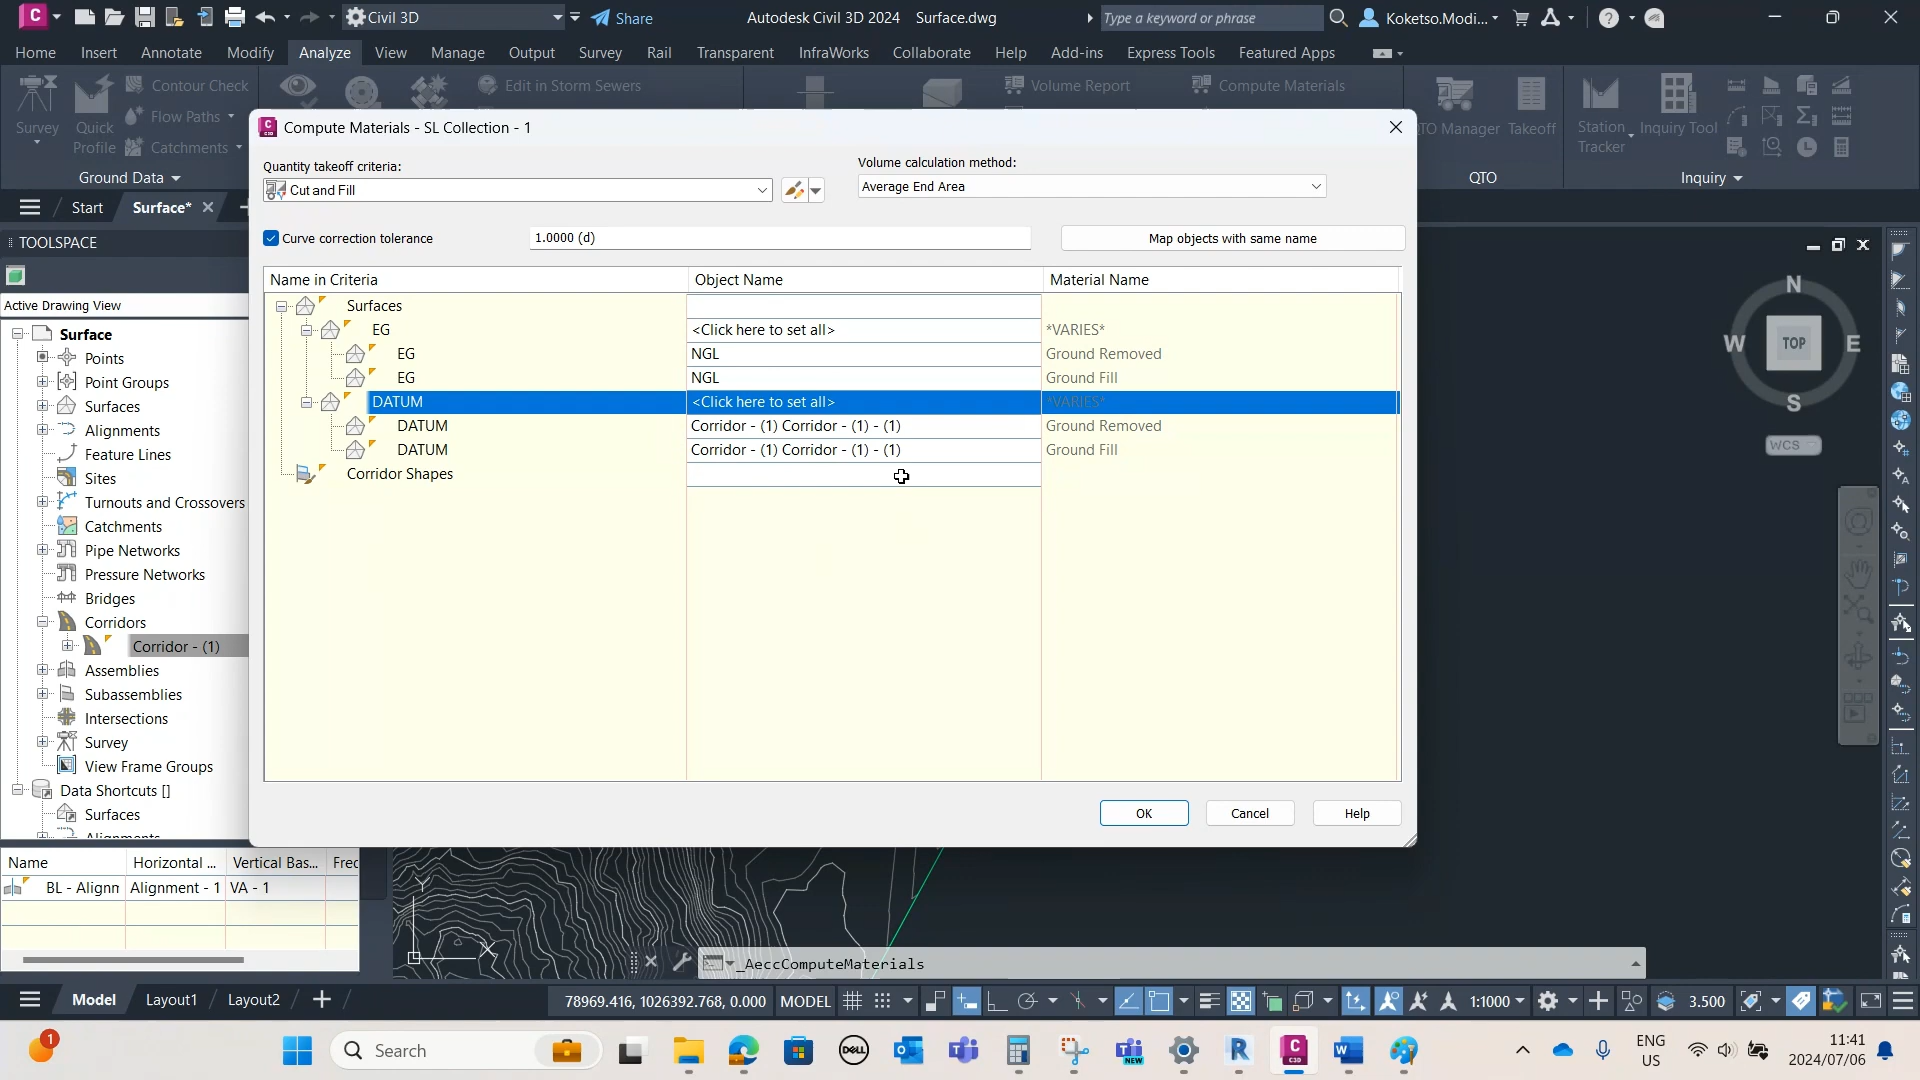 Civil 3D
Share
Autodesk Civil 3D 2024 Surface.dwg
Type a keyword or phrase
Koketso.Modi...
Home Insert Annotate Modify Analyze View Manage Output Survey Rail Transparent InfraWorks Collaborate Help Add-ins Express Tools Featured Apps
Survey
Quick Profile
Contour Check
Flow Paths
Catchments
Edit in Storm Sewers
Volume Report
Compute Materials
QTO Manager
Takeoff
Station Tracker
Inquiry Tool
Ground Data
QTO
Inquiry
Start
Surface*
TOOLSPACE
Active Drawing View
Surface
Points
Point Groups
Surfaces
Alignments
Feature Lines
Sites
Turnouts and Crossovers
Catchments
Pipe Networks
Pressure Networks
Bridges
Corridors
Corridor - (1)
Assemblies
Subassemblies
Intersections
Survey
View Frame Groups
Data Shortcuts []
Surfaces
Alignments
Name Horizontal ... Vertical Bas... Frec
BL - Alignn Alignment - 1 VA - 1
Compute Materials - SL Collection - 1
Quantity takeoff criteria:
Cut and Fill
Volume calculation method:
Average End Area
Curve correction tolerance
1.0000 (d)
Map objects with same name
Name in Criteria Object Name Material Name
Surfaces
EG <Click here to set all> *VARIES*
EG NGL Ground Removed
EG NGL Ground Fill
DATUM <Click here to set all> *VARIES*
DATUM Corridor - (1) Corridor - (1) - (1) Ground Removed
DATUM Corridor - (1) Corridor - (1) - (1) Ground Fill
Corridor Shapes
OK Cancel Help
N
W TOP E
S
WCS
Y
X
_AeccComputeMaterials
Model Layout1 Layout2
78969.416, 1026392.768, 0.000 MODEL
1:1000
3.500
1
Search
DELL
NEW
ENG
US
11:41
2024/07/06